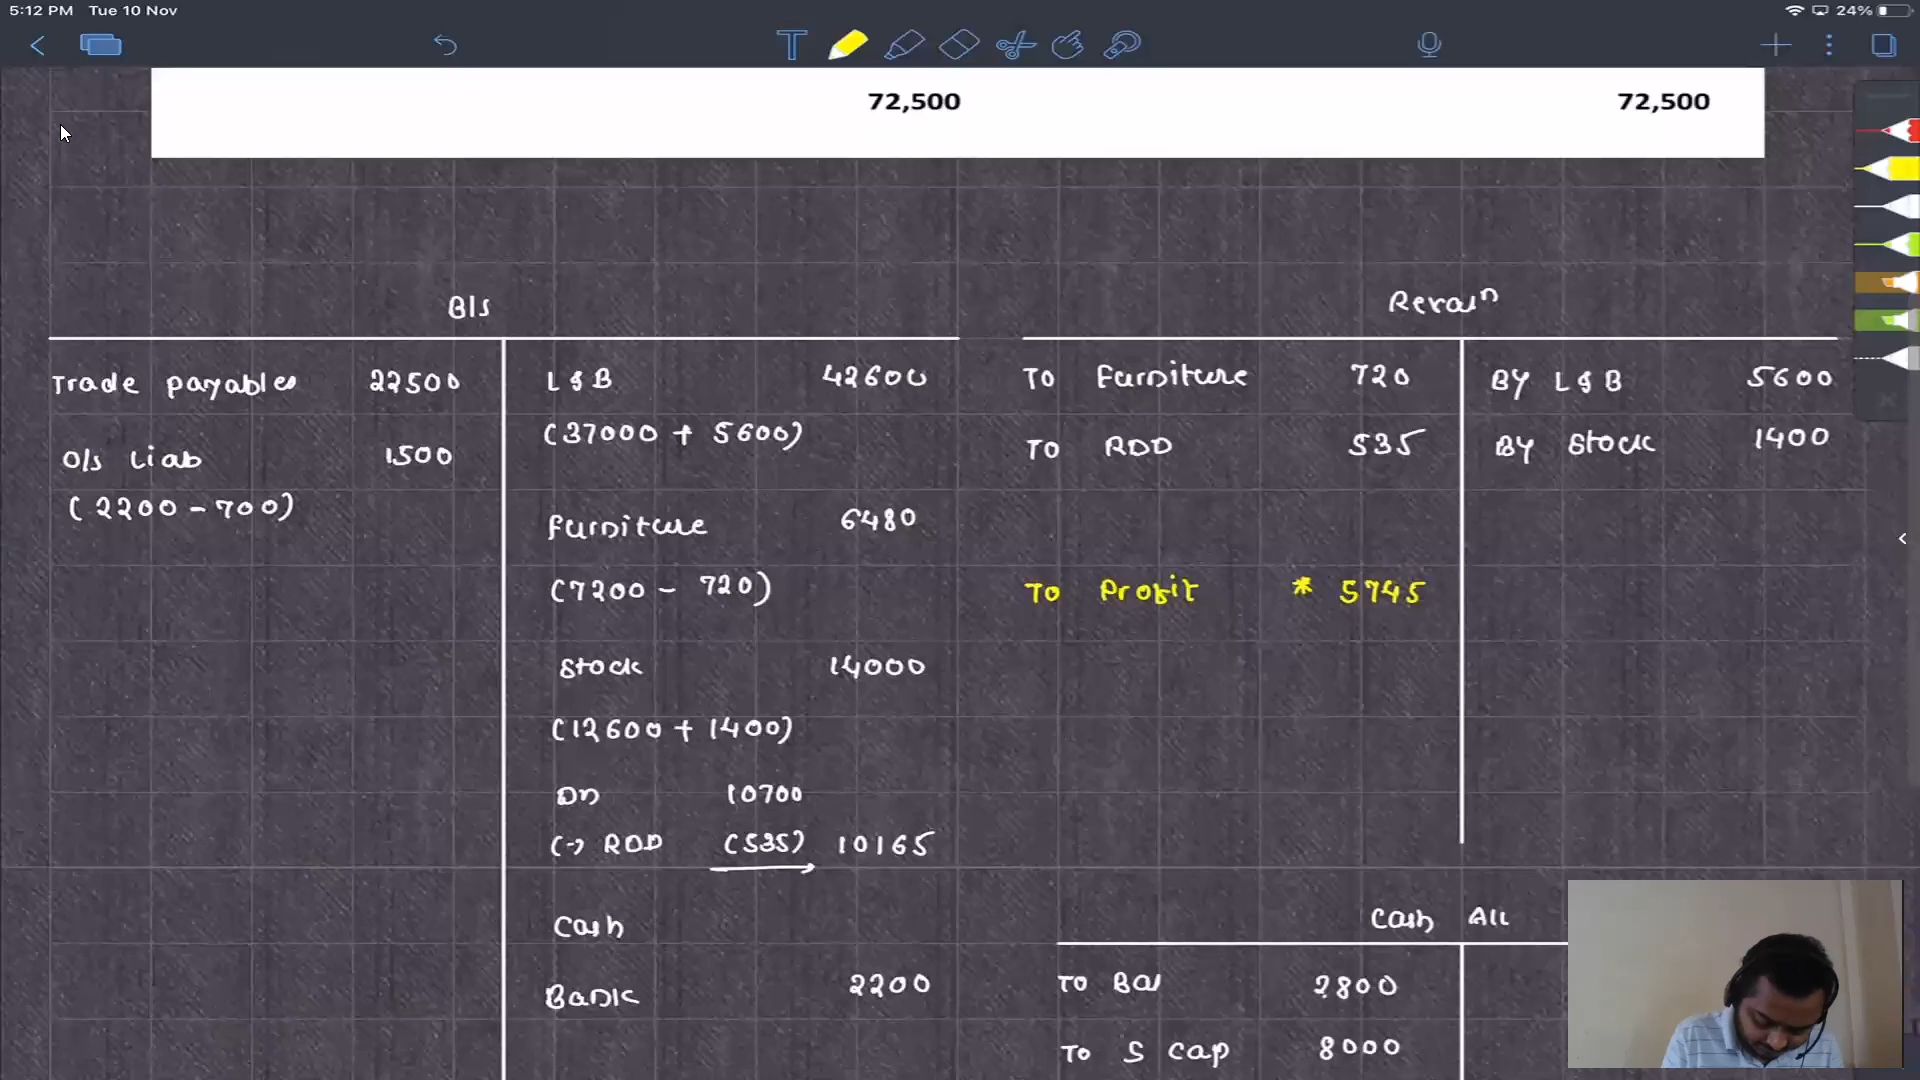 5:12 PM Tue 10 Nov
24%
T
72,500 72,500
B/s
Trade payables 22500
O/s Liab 1500
(2200 - 700)
L & B 42600
(37000 + 5600)
Furniture 6480
(7200 - 720)
Stock 14000
(12600 + 1400)
Drs 10700
(-) RDD (535) 10165
Cash
Bank 2200
Revaln
To Furniture 720
To RDD 535
To Profit * 5745
By L & B 5600
By Stock 1400
Cash A/c
To Bal 2800
To S Cap 8000